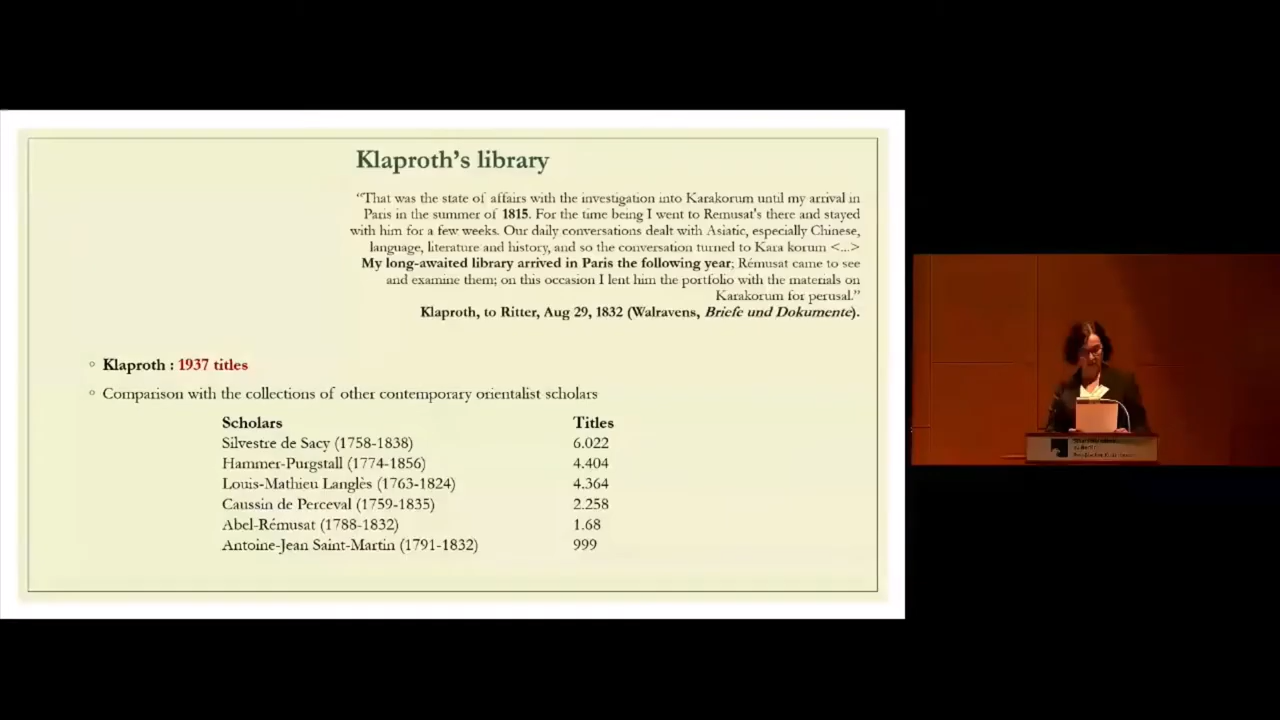 Klaproth's library
“That was the state of affairs with the investigation into Karakorum until my arrival in
Paris in the summer of 1815. For the time being I went to Remusat's there and stayed
with him for a few weeks. Our daily conversations dealt with Asiatic, especially Chinese,
language, literature and history, and so the conversation turned to Kara korum <...>
My long-awaited library arrived in Paris the following year; Rémusat came to see
and examine them; on this occasion I lent him the portfolio with the materials on
Karakorum for perusal.”
Klaproth, to Ritter, Aug 29, 1832 (Walravens, Briefe und Dokumente).
Klaproth : 1937 titles
Comparison with the collections of other contemporary orientalist scholars
Scholars Titles
Silvestre de Sacy (1758-1838) 6.022
Hammer-Purgstall (1774-1856) 4.404
Louis-Mathieu Langlès (1763-1824) 4.364
Caussin de Perceval (1759-1835) 2.258
Abel-Rémusat (1788-1832) 1.68
Antoine-Jean Saint-Martin (1791-1832) 999